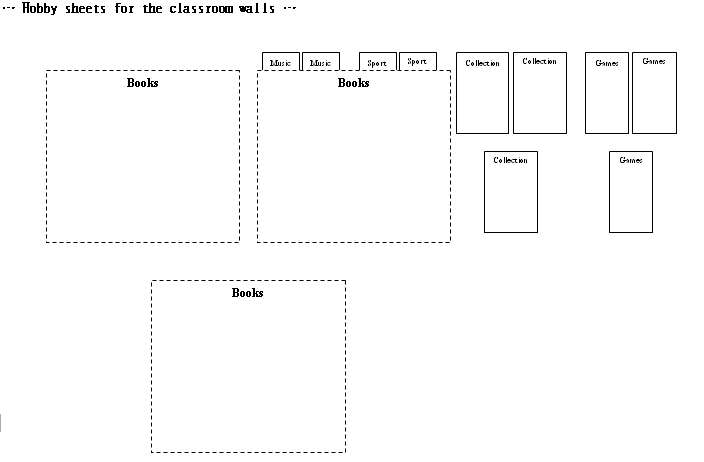 --- Hobby sheets for the classroom walls ---
Music Music Sport Sport Collection Collection Games Games
Books Books
Collection Games
Books